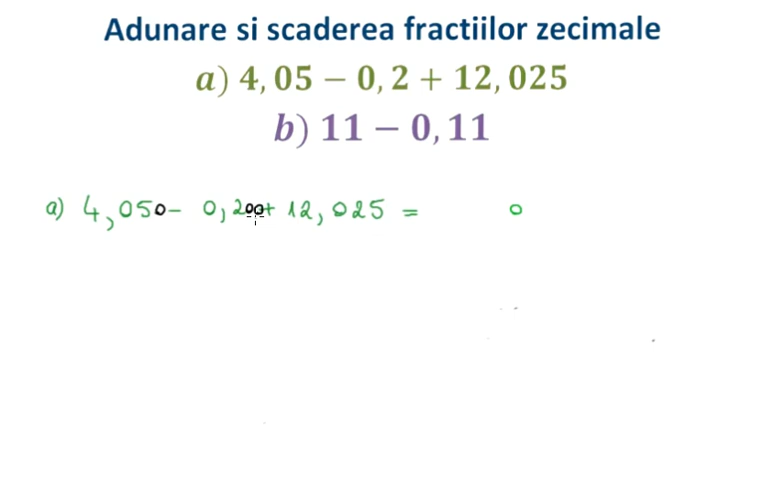 Adunare si scaderea fractiilor zecimale
a) 4, 05 − 0, 2 + 12, 025
b) 11 − 0, 11
a) 4,050 − 0,200 + 12,025 = 0